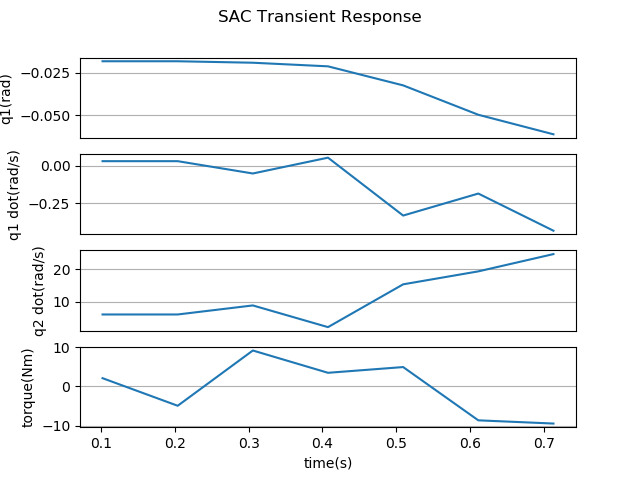 SAC Transient Response
q1(rad)
−0.025
−0.050
q1 dot(rad/s)
0.00
−0.25
q2 dot(rad/s)
20
10
torque(Nm)
10
0
−10
0.1 0.2 0.3 0.4 0.5 0.6 0.7
time(s)